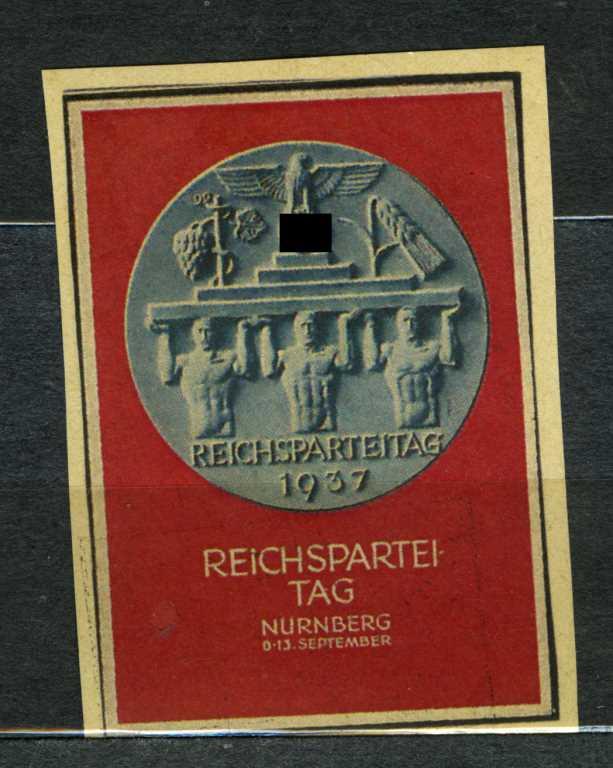 REICHSPARTEITAG
1937
REICHSPARTEI-
TAG
NURNBERG
6-13. SEPTEMBER